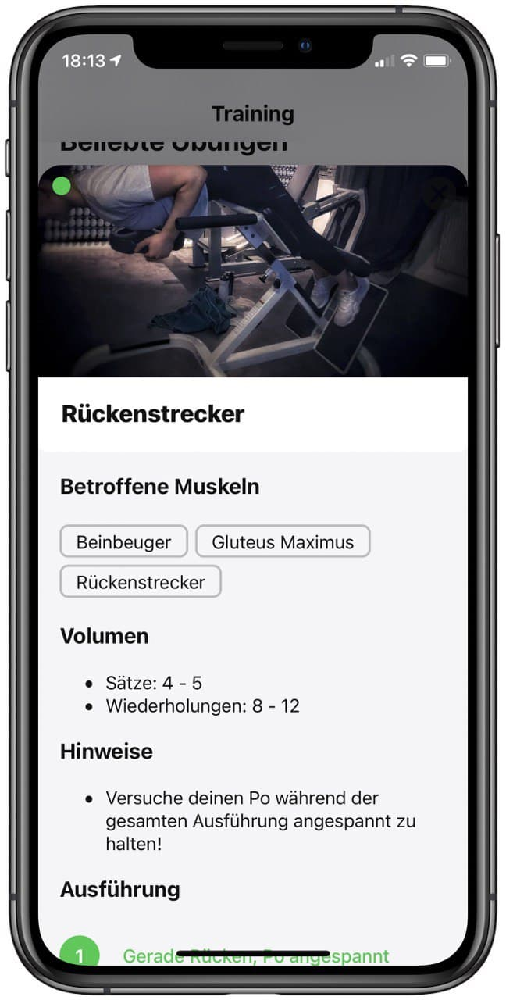 18:13
Training
Beliebte Übungen
Rückenstrecker
Betroffene Muskeln
Beinbeuger
Gluteus Maximus
Rückenstrecker
Volumen
• Sätze: 4 - 5
• Wiederholungen: 8 - 12
Hinweise
• Versuche deinen Po während der
gesamten Ausführung angespannt zu
halten!
Ausführung
1 Gerade Rücken, Po angespannt